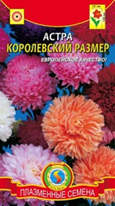 АСТРА
КОРОЛЕВСКИЙ РАЗМЕР
ЕВРОПЕЙСКОЕ КАЧЕСТВО!
ПЛАЗМЕННЫЕ СЕМЕНА